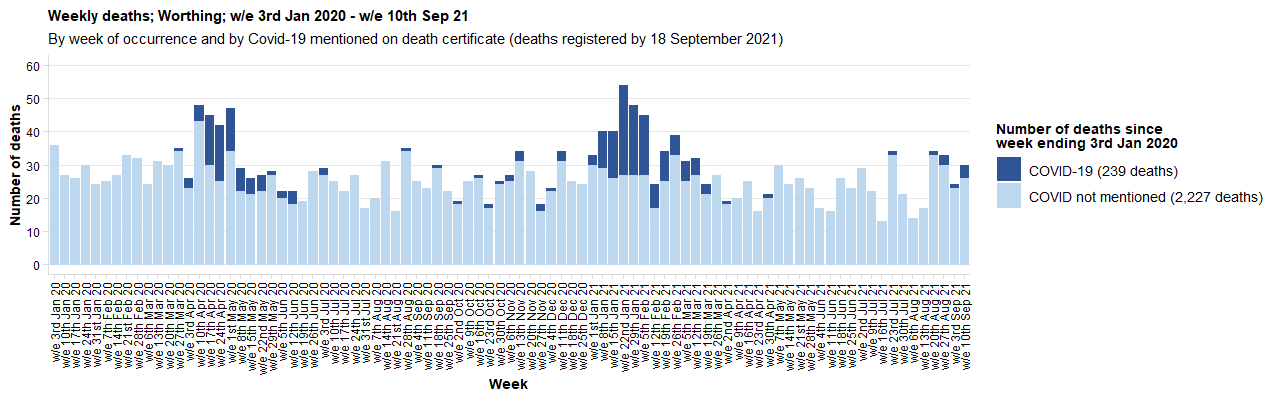 Weekly deaths; Worthing; w/e 3rd Jan 2020 - w/e 10th Sep 21
By week of occurrence and by Covid-19 mentioned on death certificate (deaths registered by 18 September 2021)
Number of deaths
60
50
40
30
20
10
0
w/e 3rd Jan 20
w/e 10th Jan 20
w/e 17th Jan 20
w/e 24th Jan 20
w/e 31st Jan 20
w/e 7th Feb 20
w/e 14th Feb 20
w/e 21st Feb 20
w/e 28th Feb 20
w/e 6th Mar 20
w/e 13th Mar 20
w/e 20th Mar 20
w/e 27th Mar 20
w/e 3rd Apr 20
w/e 10th Apr 20
w/e 17th Apr 20
w/e 24th Apr 20
w/e 1st May 20
w/e 8th May 20
w/e 15th May 20
w/e 22nd May 20
w/e 29th May 20
w/e 5th Jun 20
w/e 12th Jun 20
w/e 19th Jun 20
w/e 26th Jun 20
w/e 3rd Jul 20
w/e 10th Jul 20
w/e 17th Jul 20
w/e 24th Jul 20
w/e 31st Jul 20
w/e 7th Aug 20
w/e 14th Aug 20
w/e 21st Aug 20
w/e 28th Aug 20
w/e 4th Sep 20
w/e 11th Sep 20
w/e 18th Sep 20
w/e 25th Sep 20
w/e 2nd Oct 20
w/e 9th Oct 20
w/e 16th Oct 20
w/e 23rd Oct 20
w/e 30th Oct 20
w/e 6th Nov 20
w/e 13th Nov 20
w/e 20th Nov 20
w/e 27th Nov 20
w/e 4th Dec 20
w/e 11th Dec 20
w/e 18th Dec 20
w/e 25th Dec 20
w/e 1st Jan 21
w/e 8th Jan 21
w/e 15th Jan 21
w/e 22nd Jan 21
w/e 29th Jan 21
w/e 5th Feb 21
w/e 12th Feb 21
w/e 19th Feb 21
w/e 26th Feb 21
w/e 5th Mar 21
w/e 12th Mar 21
w/e 19th Mar 21
w/e 26th Mar 21
w/e 2nd Apr 21
w/e 9th Apr 21
w/e 16th Apr 21
w/e 23rd Apr 21
w/e 30th Apr 21
w/e 7th May 21
w/e 14th May 21
w/e 21st May 21
w/e 28th May 21
w/e 4th Jun 21
w/e 11th Jun 21
w/e 18th Jun 21
w/e 25th Jun 21
w/e 2nd Jul 21
w/e 9th Jul 21
w/e 16th Jul 21
w/e 23rd Jul 21
w/e 30th Jul 21
w/e 6th Aug 21
w/e 13th Aug 21
w/e 20th Aug 21
w/e 27th Aug 21
w/e 3rd Sep 21
w/e 10th Sep 21
Week
Number of deaths since
week ending 3rd Jan 2020
COVID-19 (239 deaths)
COVID not mentioned (2,227 deaths)